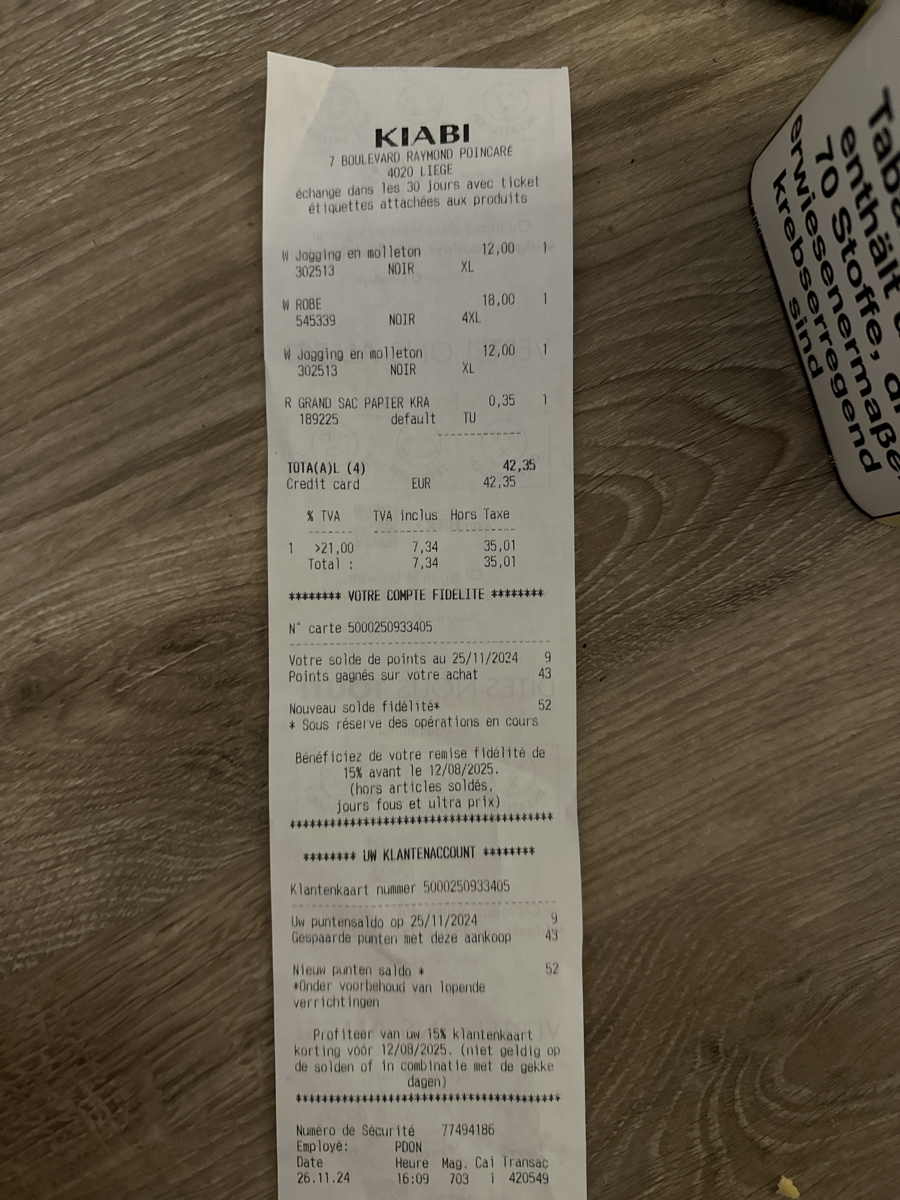 KIABI
7 BOULEVARD RAYMOND POINCARÉ
4020 LIEGE
échange dans les 30 jours avec ticket
étiquettes attachées aux produits
W Jogging en molleton 12,00 1
302513 NOIR XL
W ROBE 18,00 1
545339 NOIR 4XL
W Jogging en molleton 12,00 1
302513 NOIR XL
R GRAND SAC PAPIER KRA 0,35 1
189225 default TU
------------
TOTA(A)L (4) 42,35
Credit card EUR 42,35
% TVA TVA inclus Hors Taxe
1 >21,00 7,34 35,01
Total : 7,34 35,01
******** VOTRE COMPTE FIDELITE ********
N° carte 5000250933405
Votre solde de points au 25/11/2024 9
Points gagnés sur votre achat 43
Nouveau solde fidélité* 52
* Sous réserve des opérations en cours
Bénéficiez de votre remise fidélité de
15% avant le 12/08/2025.
(hors articles soldés,
jours fous et ultra prix)
****************************************
******** UW KLANTENACCOUNT ********
Klantenkaart nummer 5000250933405
Uw puntensaldo op 25/11/2024 9
Gespaarde punten met deze aankoop 43
Nieuw punten saldo * 52
*Onder voorbehoud van lopende
verrichtingen
Profiteer van uw 15% klantenkaart
korting vóór 12/08/2025. (niet geldig op
de solden of in combinatie met de gekke
dagen)
****************************************
Numéro de Sécurité 77494186
Employé: PDON
Date Heure Mag. Cai Transac
26.11.24 16:09 703 1 420549
enthält
70 Stoffe,
erwiesenermaße
krebserregend
sind